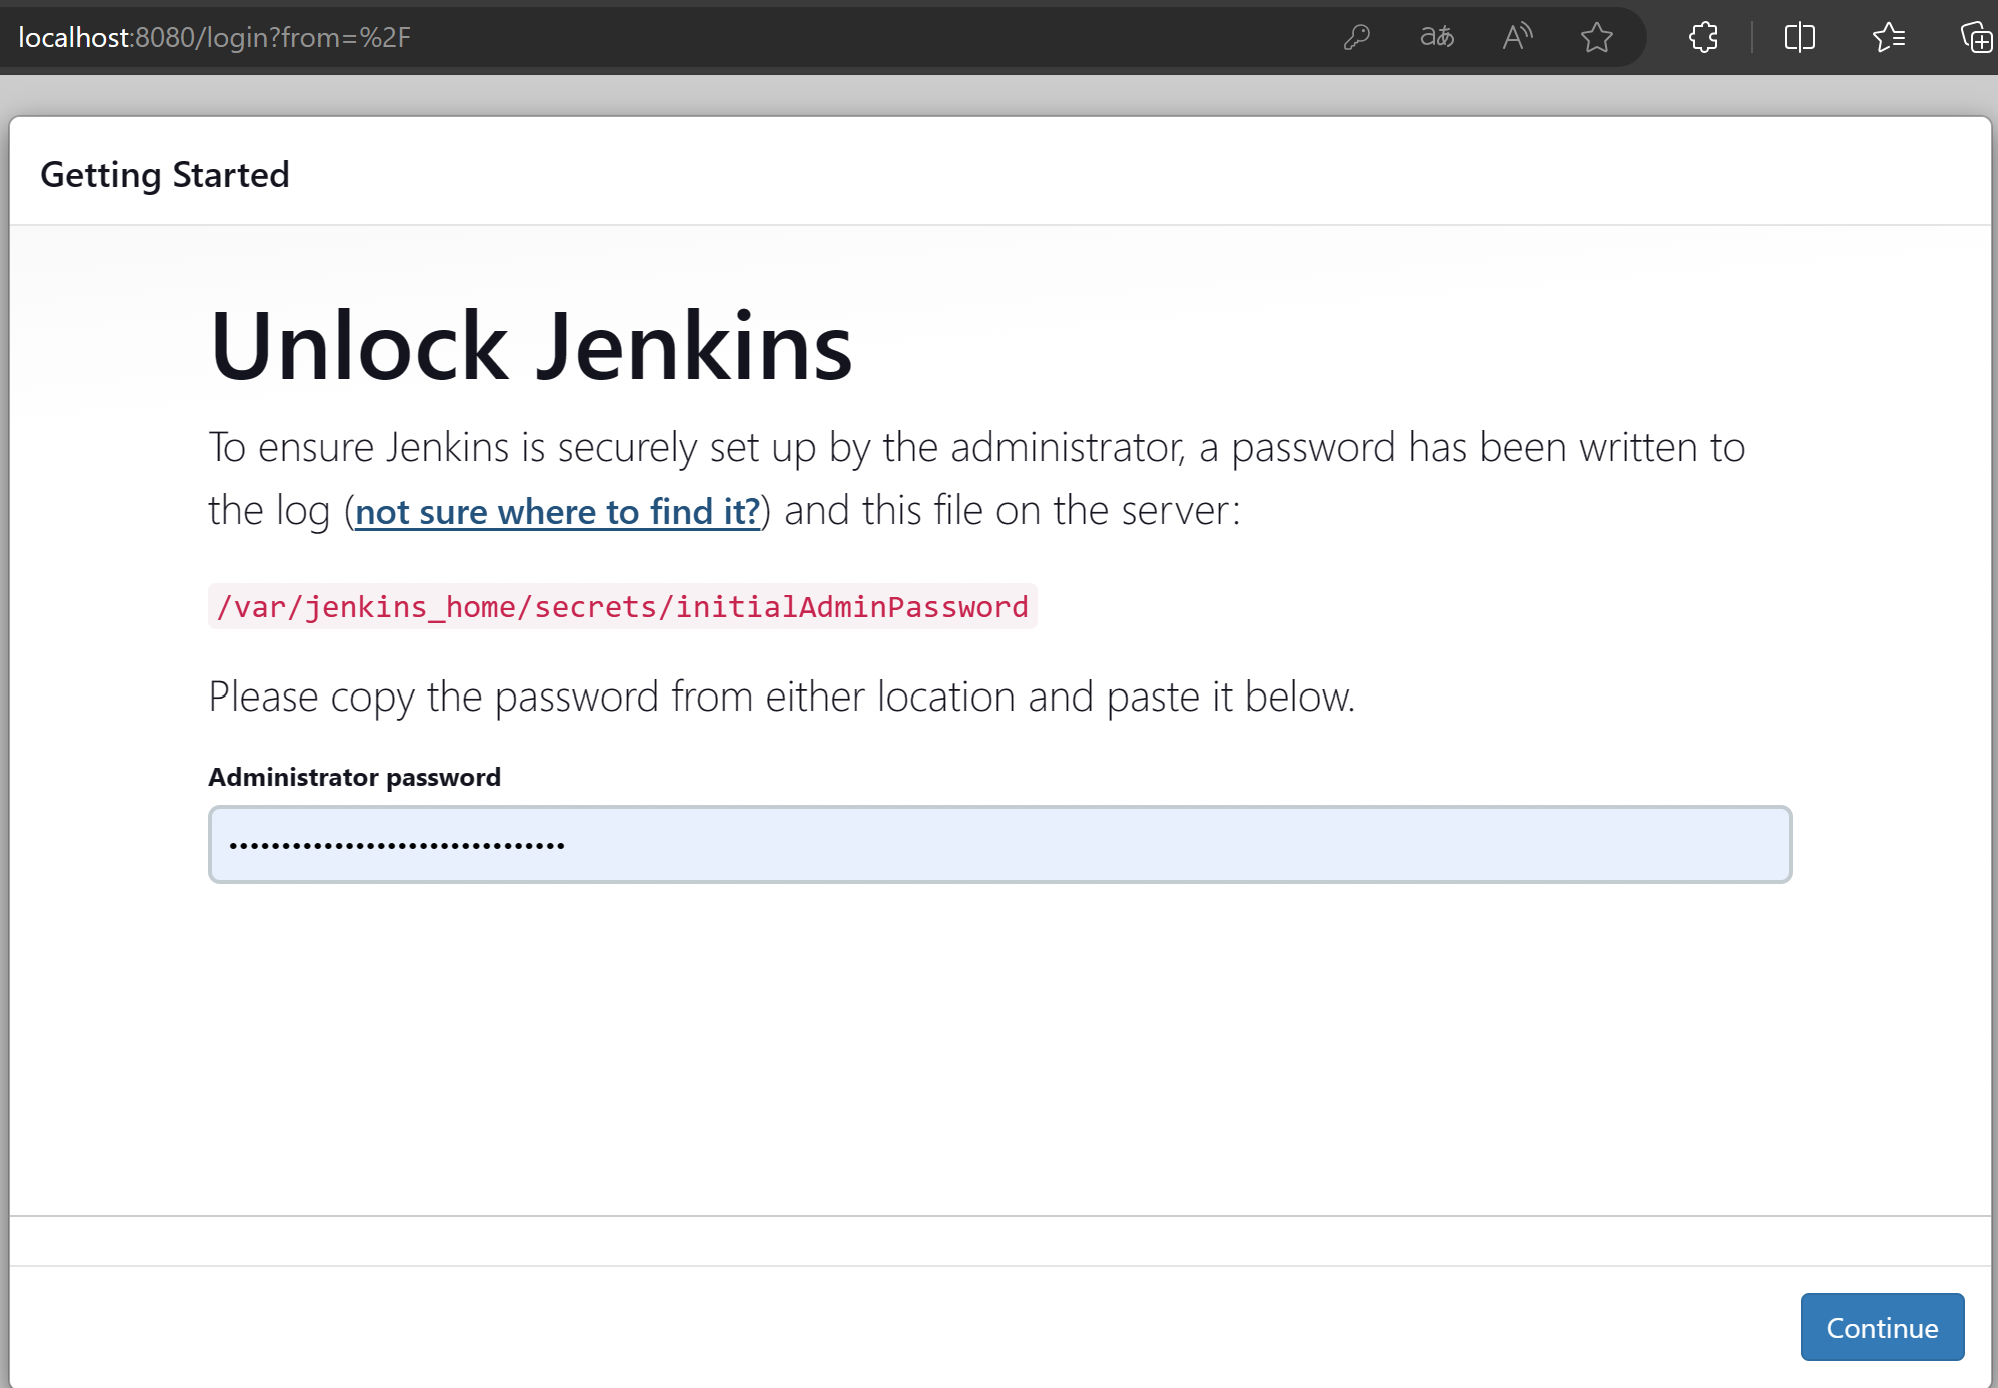 localhost:8080/login?from=%2F
aあ
A
Getting Started
Unlock Jenkins
To ensure Jenkins is securely set up by the administrator, a password has been written to
the log (not sure where to find it?) and this file on the server:
/var/jenkins_home/secrets/initialAdminPassword
Please copy the password from either location and paste it below.
Administrator password
••••••••••••••••••••••••••••••••
Continue